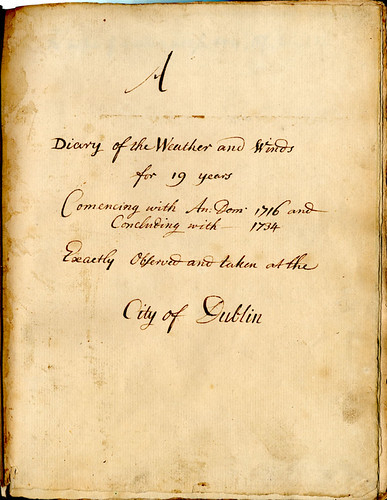 A
Diary of the Weather and Winds
for 19 years
Comencing with An: Dom: 1716 and
Concluding with 1734
Exactly Observed and taken at the
City of Dublin